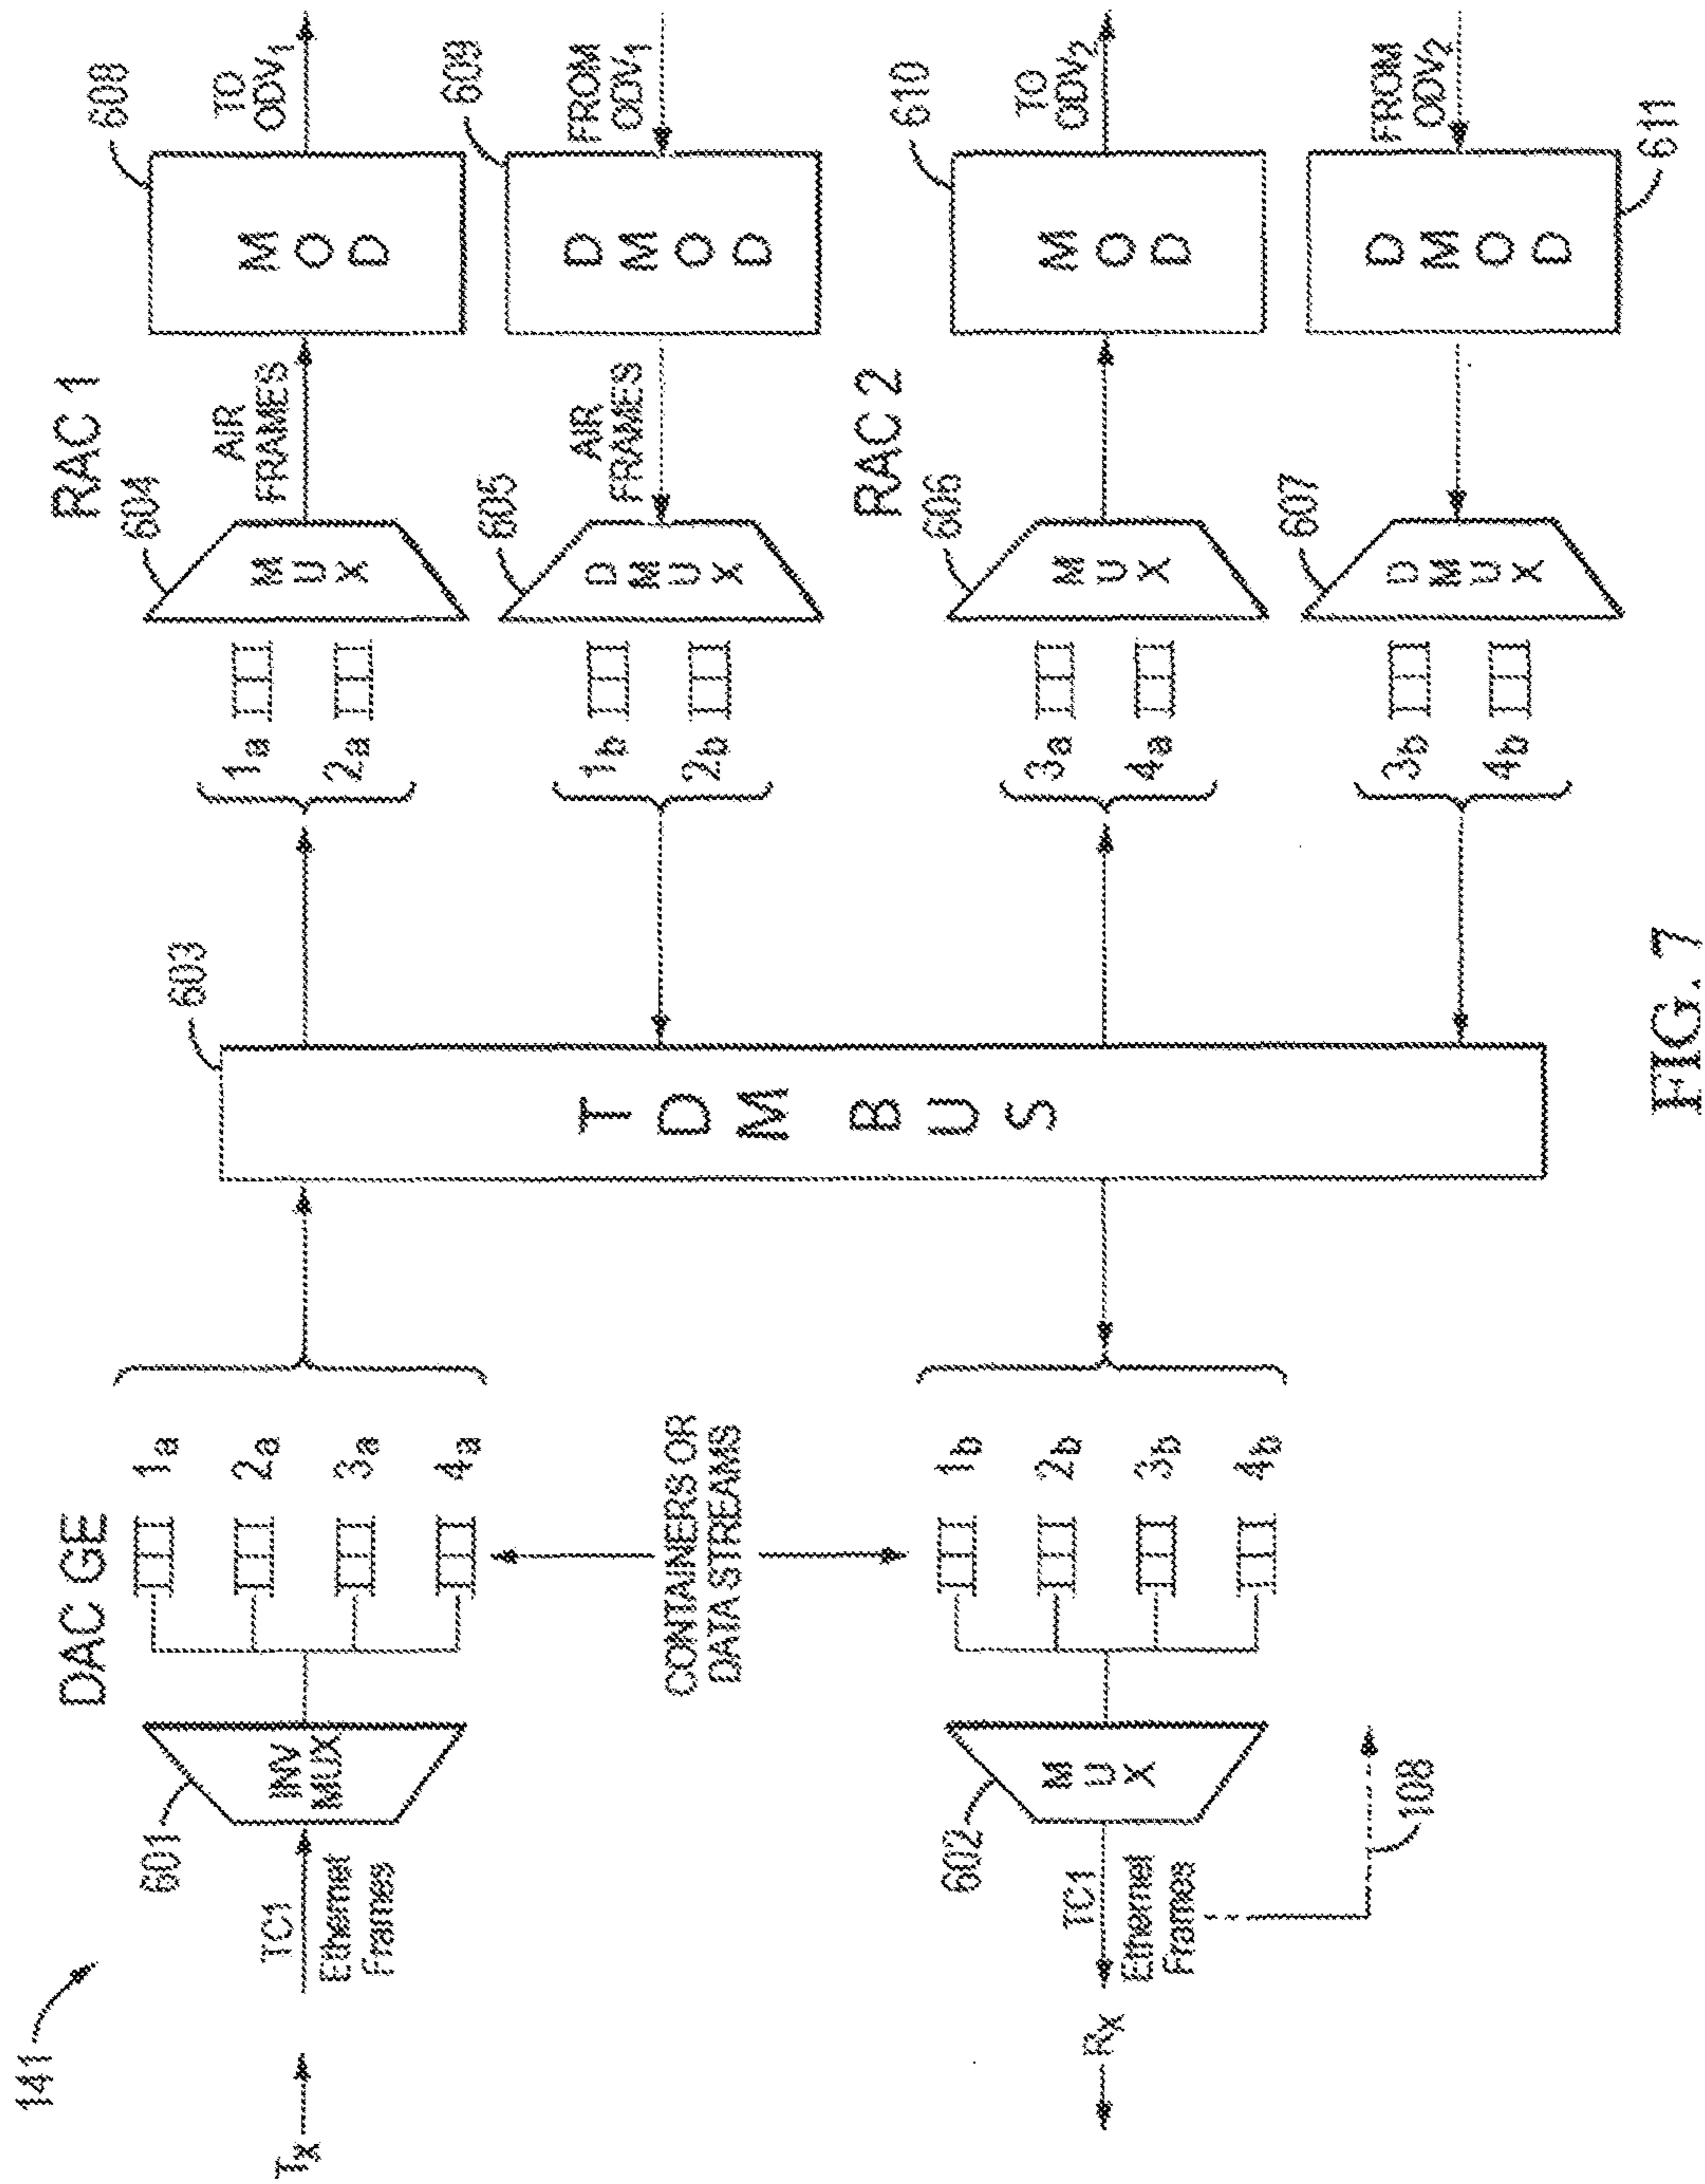 141
DAC GE
Tx
TC1
Ethernet
Frames
601
INV
MUX
1a
2a
3a
4a
CONTAINERS OR
DATA STREAMS
Rx
TC1
Ethernet
Frames
108
602
MUX
1b
2b
3b
4b
603
TDM BUS
RAC 1
1a
2a
604
MUX
AIR
FRAMES
608
MOD
TO
ODV1
1b
2b
605
DMUX
AIR
FRAMES
609
DMOD
FROM
ODV1
RAC 2
3a
4a
606
MUX
610
MOD
TO
ODV2
3b
4b
607
DMUX
611
DMOD
FROM
ODV2
FIG. 7